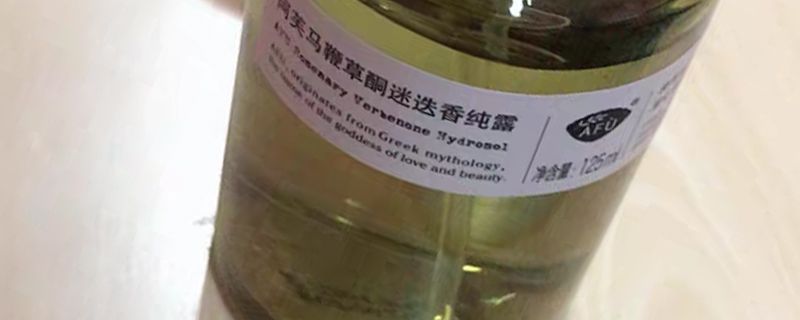 阿芙马鞭草酮迷迭香纯露
Afu Rosemary Verbenone Hydrosol
AFU, originates from Greek mythology,
the name of the goddess of love and beauty.
AFU
净含量: 125ml